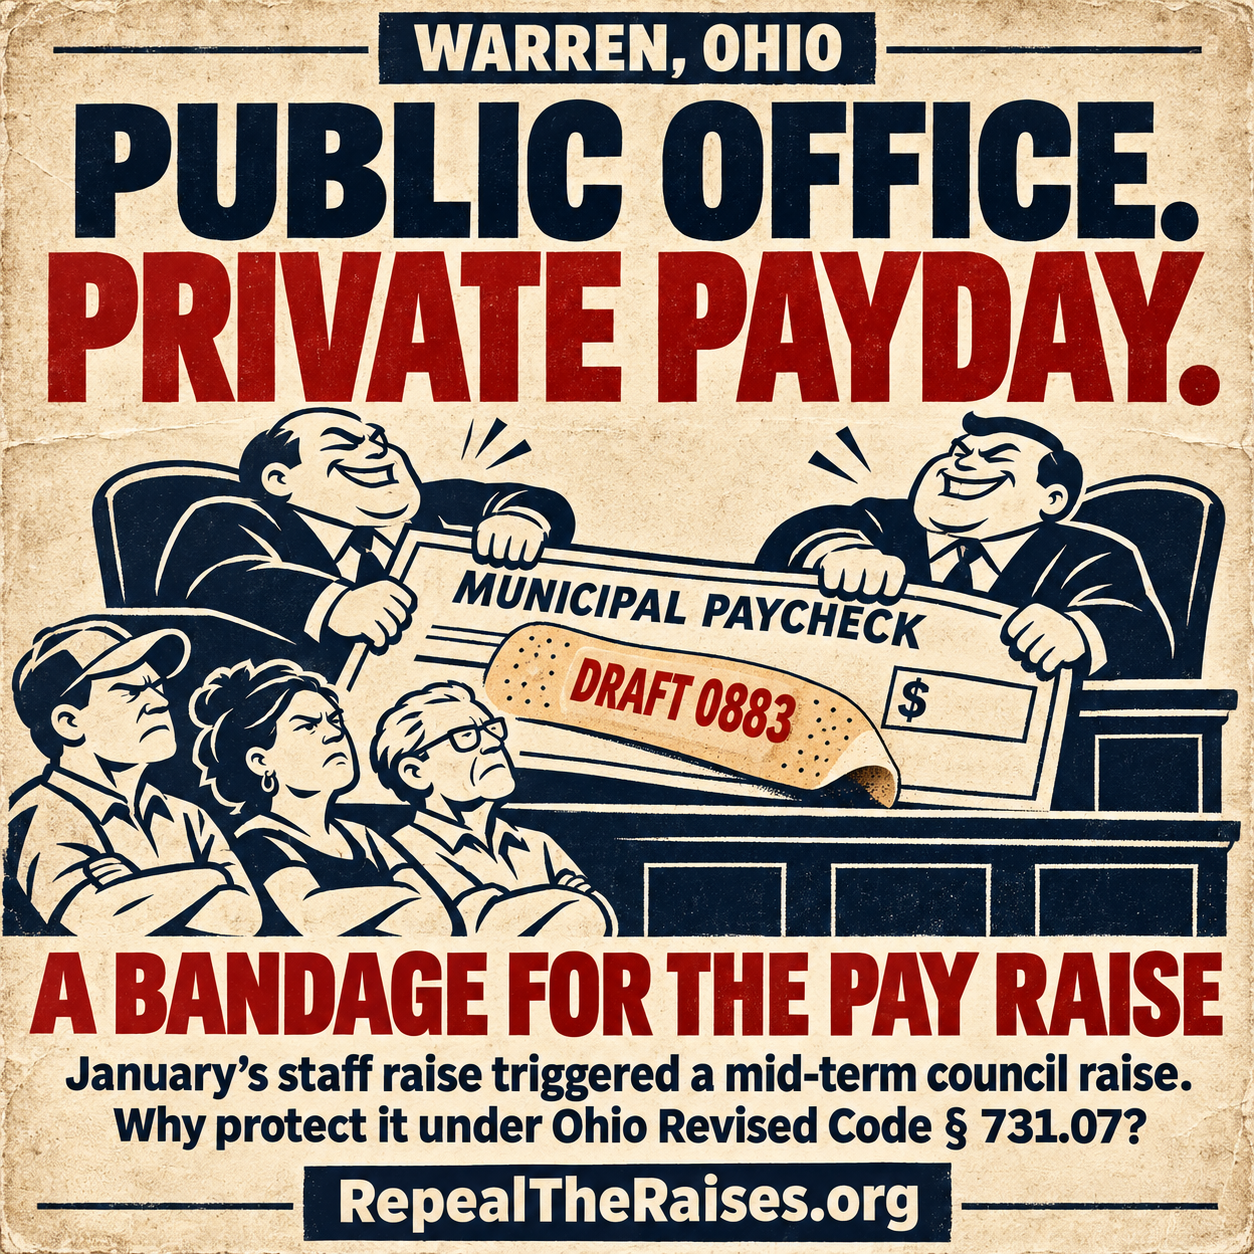 WARREN, OHIO
PUBLIC OFFICE.
PRIVATE PAYDAY.
MUNICIPAL PAYCHECK
DRAFT 0883
$
A BANDAGE FOR THE PAY RAISE
January’s staff raise triggered a mid-term council raise.
Why protect it under Ohio Revised Code § 731.07?
RepealTheRaises.org